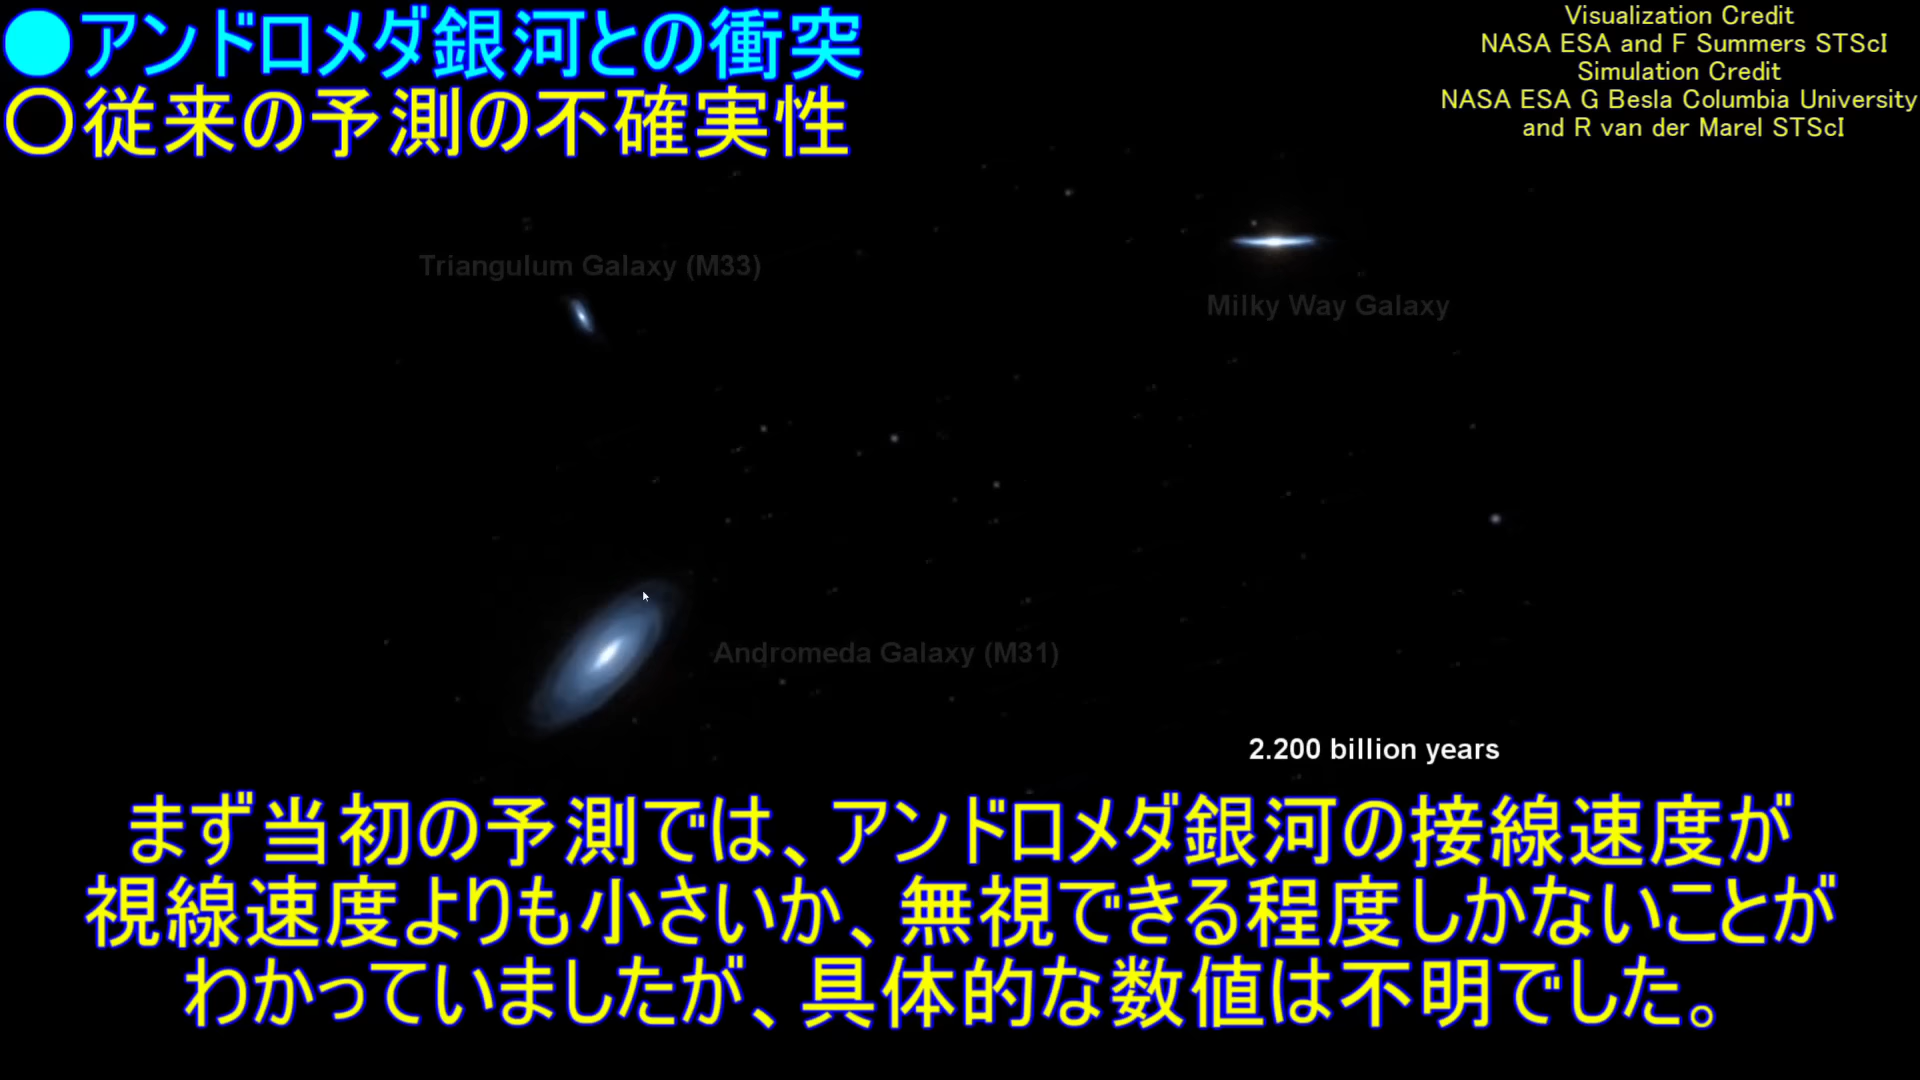 ●アンドロメダ銀河との衝突
○従来の予測の不確実性
Visualization Credit
NASA ESA and F Summers STScI
Simulation Credit
NASA ESA G Besla Columbia University
and R van der Marel STScI
Triangulum Galaxy (M33)
Milky Way Galaxy
Andromeda Galaxy (M31)
2.200 billion years
まず当初の予測では、アンドロメダ銀河の接線速度が
視線速度よりも小さいか、無視できる程度しかないことが
わかっていましたが、具体的な数値は不明でした。